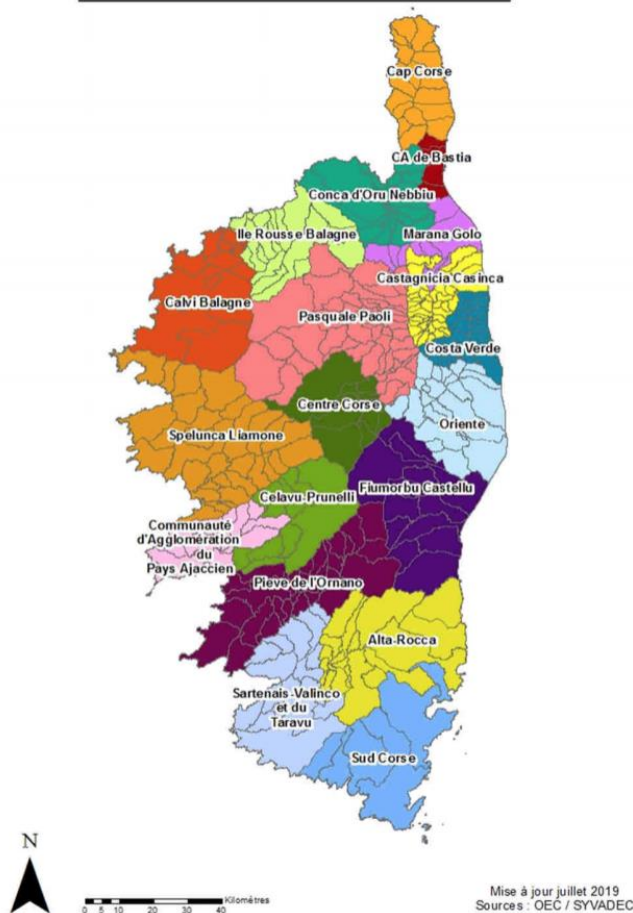 Cap Corse
CA de Bastia
Conca d'Oru Nebbiu
Ile Rousse Balagne
Marana Golo
Castagnicia Casinca
Calvi Balagne
Pasquale Paoli
Costa Verde
Centre Corse
Oriente
Spelunca Liamone
Fiumorbu Castellu
Celavu-Prunelli
Communauté
d'Agglomération
du
Pays Ajaccien
Pieve de l'Ornano
Alta-Rocca
Sartenais-Valinco
et du
Taravu
Sud Corse
N
Kilomètres
0 5 10 20 30 40
Mise à jour juillet 2019
Sources : OEC / SYVADEC